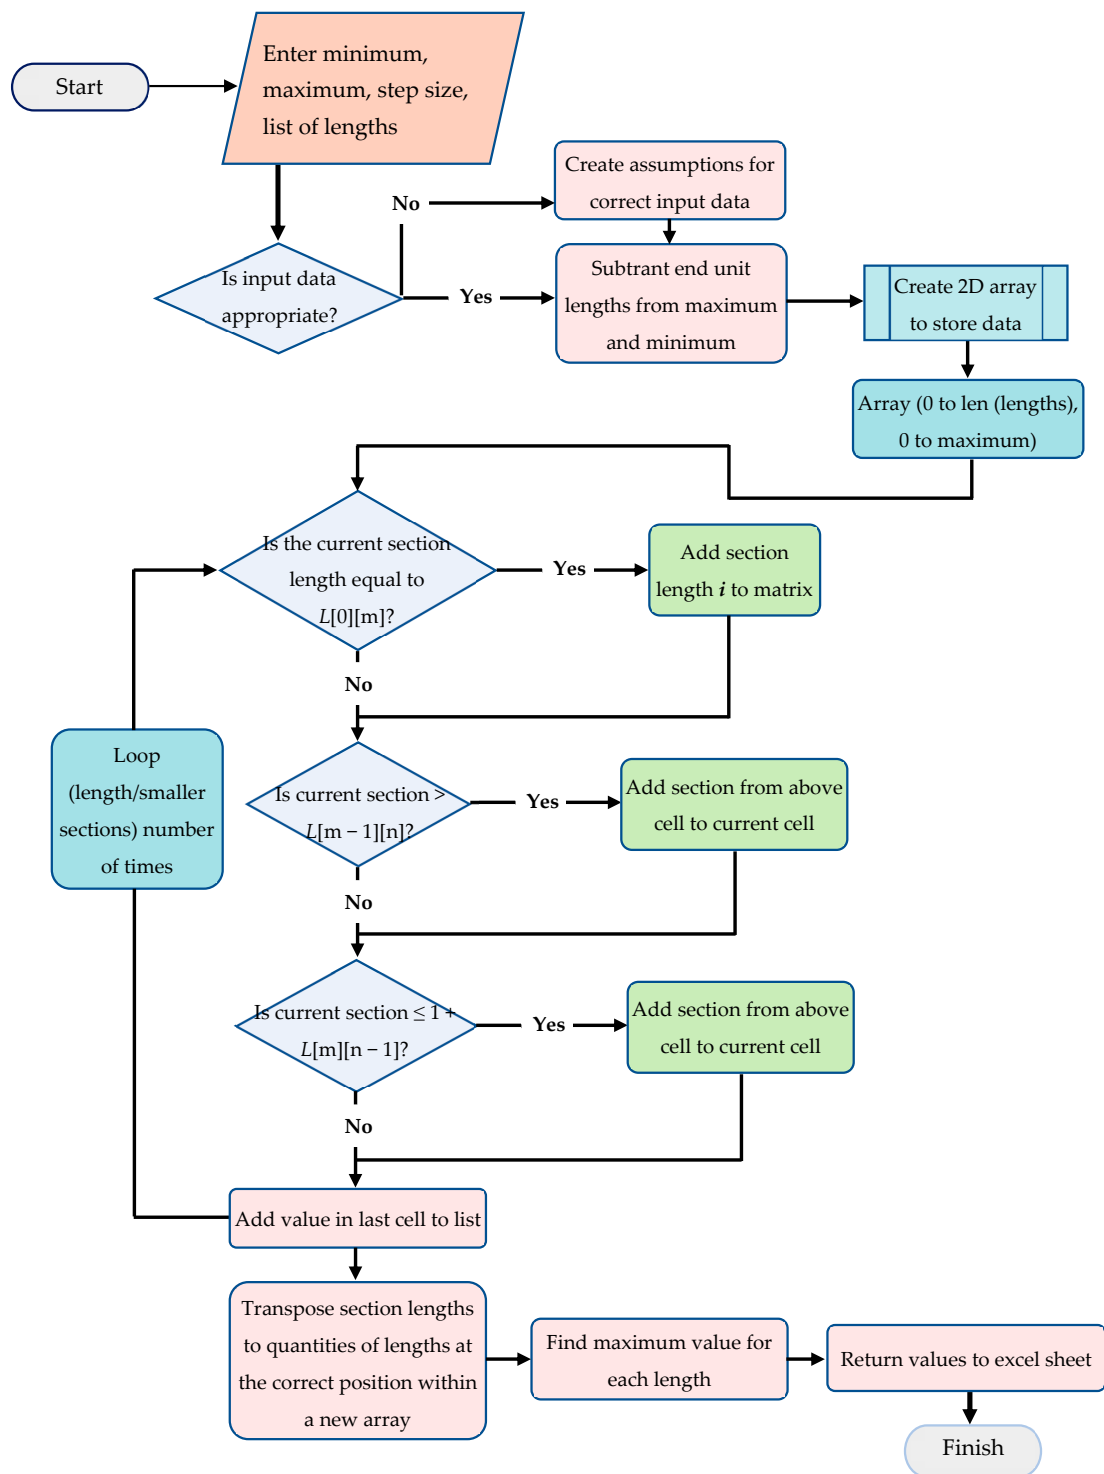 Start
Enter minimum,
maximum, step size,
list of lengths
Is input data
appropriate?
No
Yes
Create assumptions for
correct input data
Subtrant end unit
lengths from maximum
and minimum
Create 2D array
to store data
Array (0 to len (lengths),
0 to maximum)
Is the current section
length equal to
L[0][m]?
Yes
Add section
length i to matrix
No
Loop
(length/smaller
sections) number
of times
Is current section >
L[m − 1][n]?
Yes
Add section from above
cell to current cell
No
Is current section ≤ 1 +
L[m][n − 1]?
Yes
Add section from above
cell to current cell
No
Add value in last cell to list
Transpose section lengths
to quantities of lengths at
the correct position within
a new array
Find maximum value for
each length
Return values to excel sheet
Finish